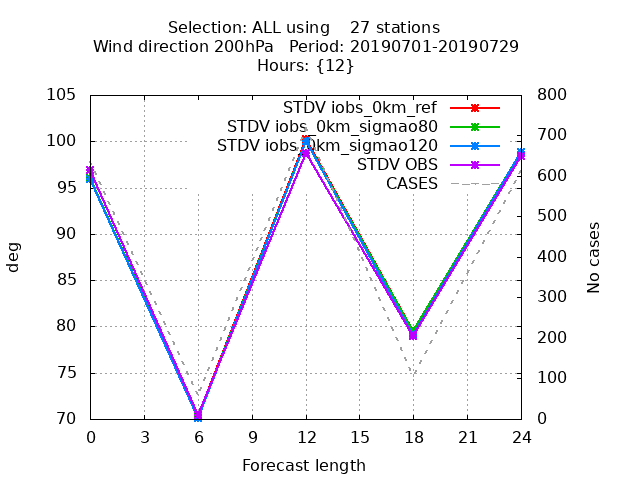 Selection: ALL using    27 stations
Wind direction 200hPa   Period: 20190701-20190729
Hours: {12}
105
100
95
90
85
80
75
70
800
700
600
500
400
300
200
100
0
deg
No cases
STDV iobs_0km_ref
STDV iobs_0km_sigmao80
STDV iobs_0km_sigmao120
STDV OBS
CASES
0 3 6 9 12 15 18 21 24
Forecast length